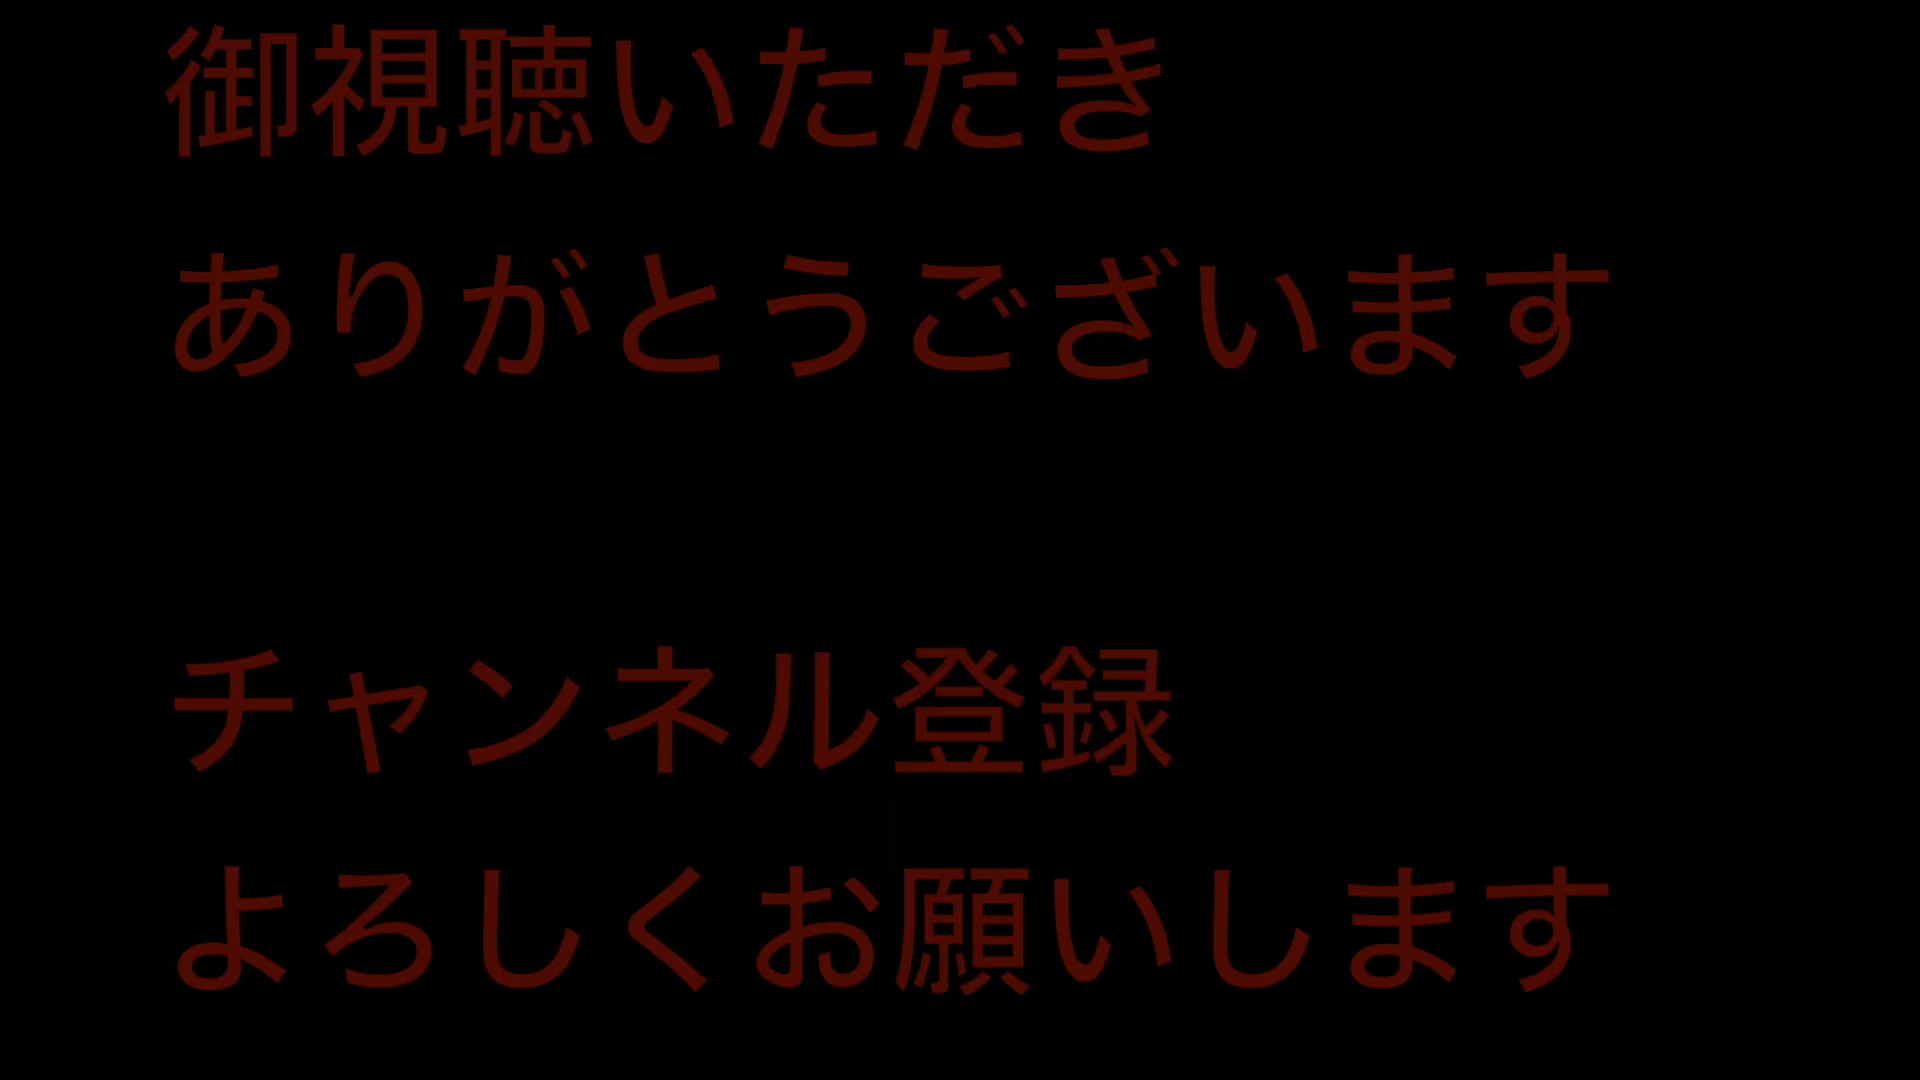 御視聴いただき
ありがとうございます
チャンネル登録
よろしくお願いします